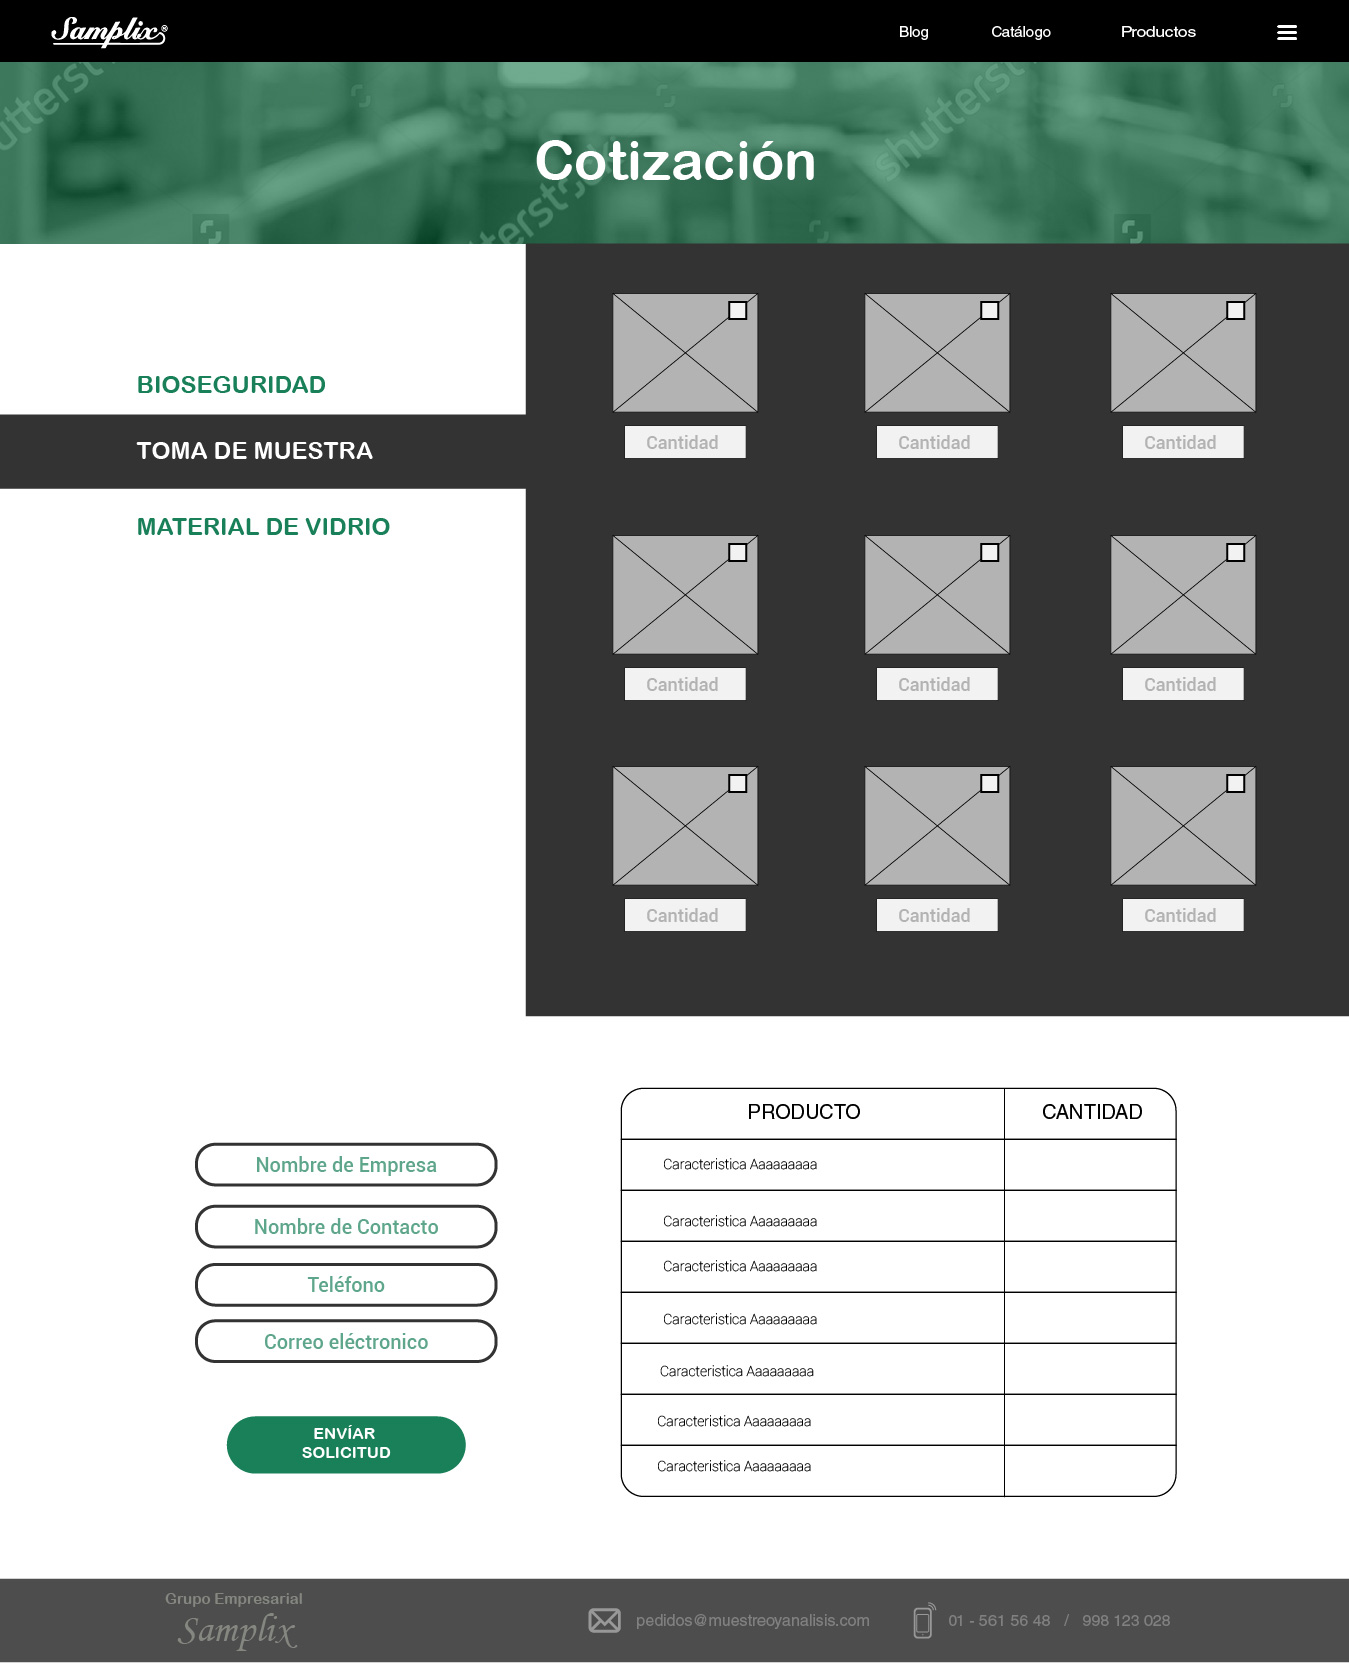 Samplix®
Blog Catálogo Productos
shutterstock
Cotización
BIOSEGURIDAD
TOMA DE MUESTRA
MATERIAL DE VIDRIO
Cantidad Cantidad Cantidad
Cantidad Cantidad Cantidad
Cantidad Cantidad Cantidad
Nombre de Empresa
Nombre de Contacto
Teléfono
Correo eléctronico
ENVÍAR
SOLICITUD
PRODUCTO CANTIDAD
Caracteristica Aaaaaaaaa
Caracteristica Aaaaaaaaa
Caracteristica Aaaaaaaaa
Caracteristica Aaaaaaaaa
Caracteristica Aaaaaaaaa
Caracteristica Aaaaaaaaa
Caracteristica Aaaaaaaaa
Grupo Empresarial
Samplix
pedidos@muestreoyanalisis.com
01 - 561 56 48 / 998 123 028